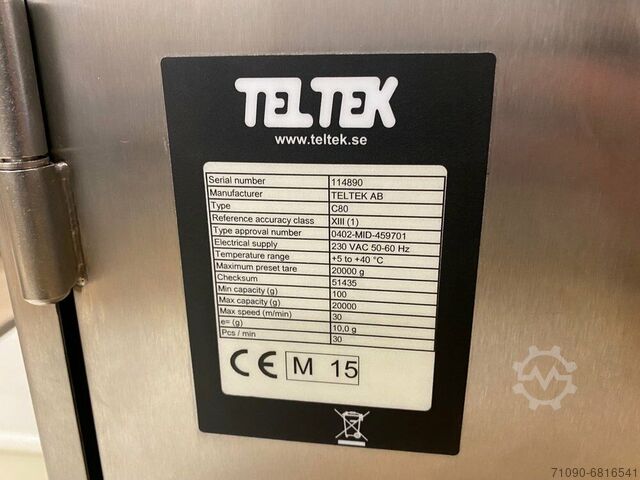 TELTEK
www.teltek.se
Serial number 114890
Manufacturer TELTEK AB
Type C80
Reference accuracy class XIII (1)
Type approval number 0402-MID-459701
Electrical supply 230 VAC 50-60 Hz
Temperature range +5 to +40 °C
Maximum preset tare 20000 g
Checksum 51435
Min capacity (g) 100
Max capacity (g) 20000
Max speed (m/min) 30
e= (g) 10,0 g
Pcs / min 30
CE M 15
71090-6816541